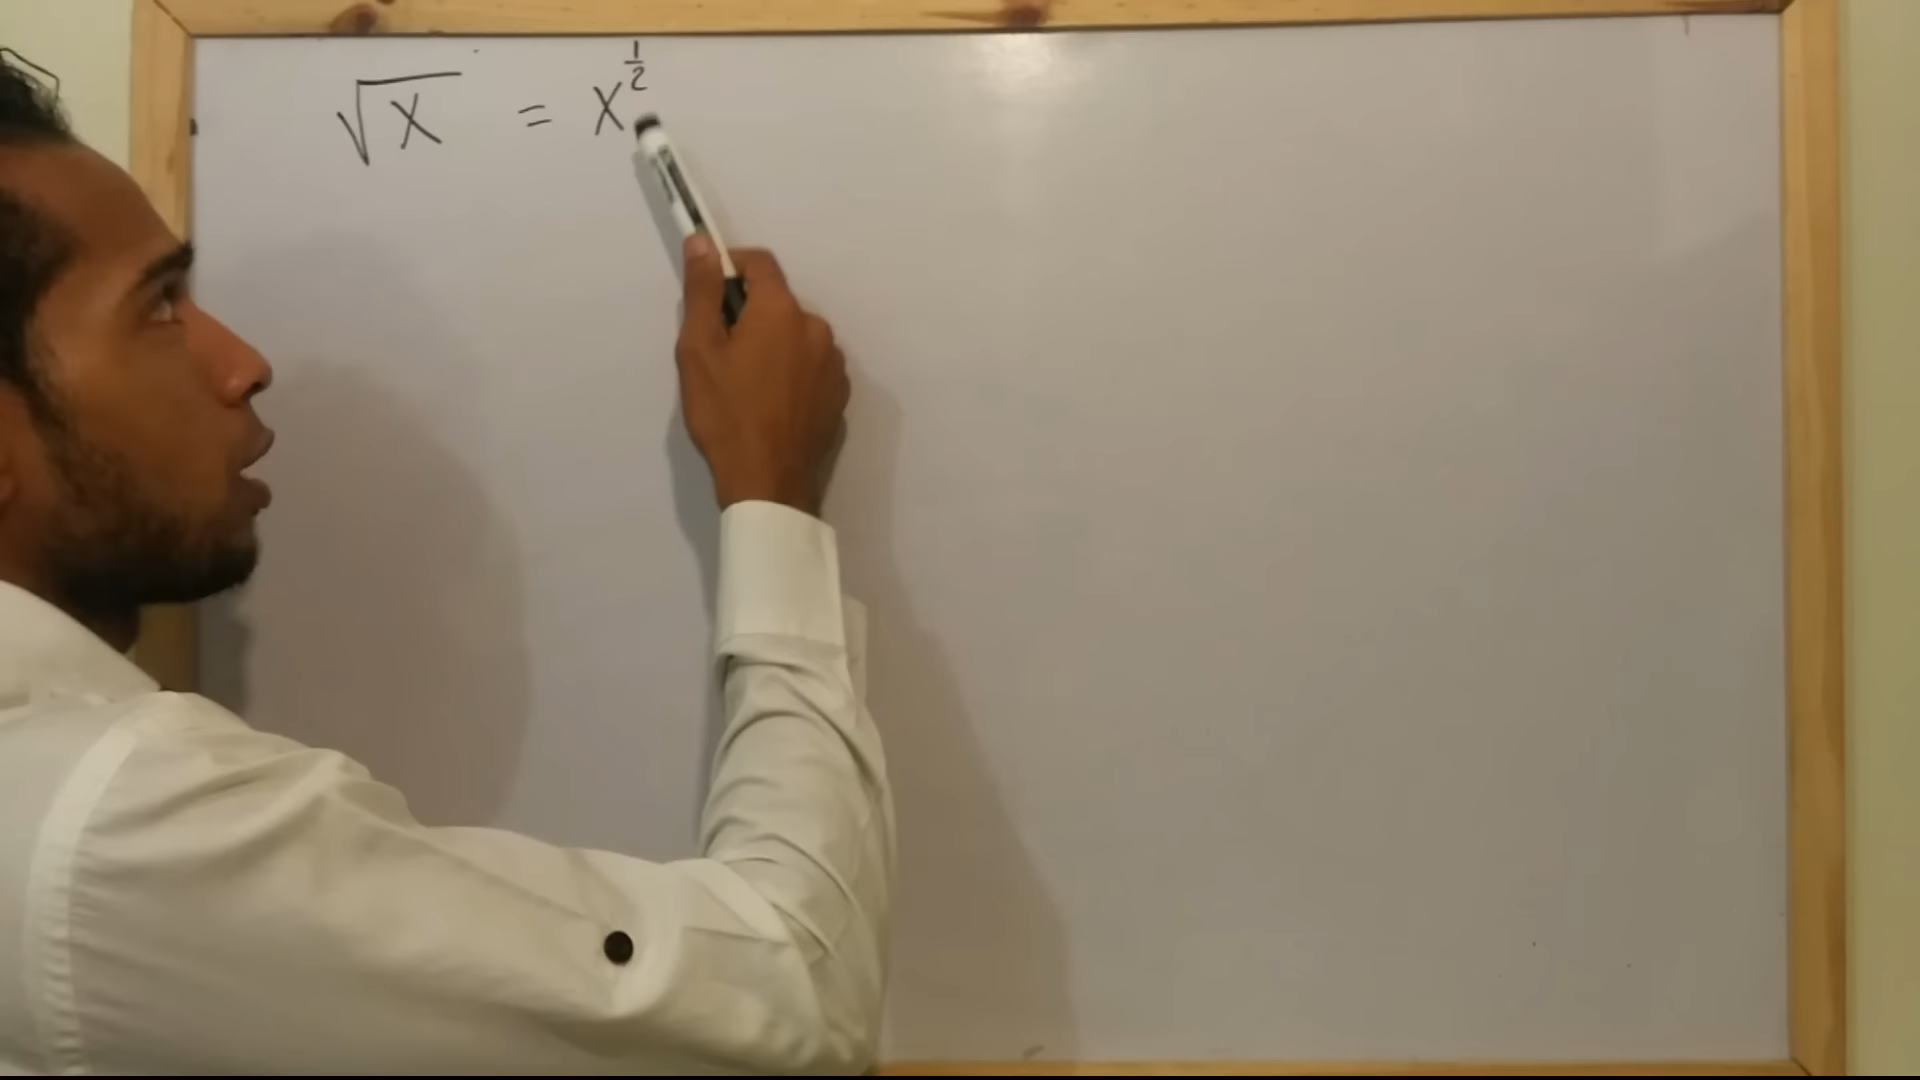 √x = x^(1/2)